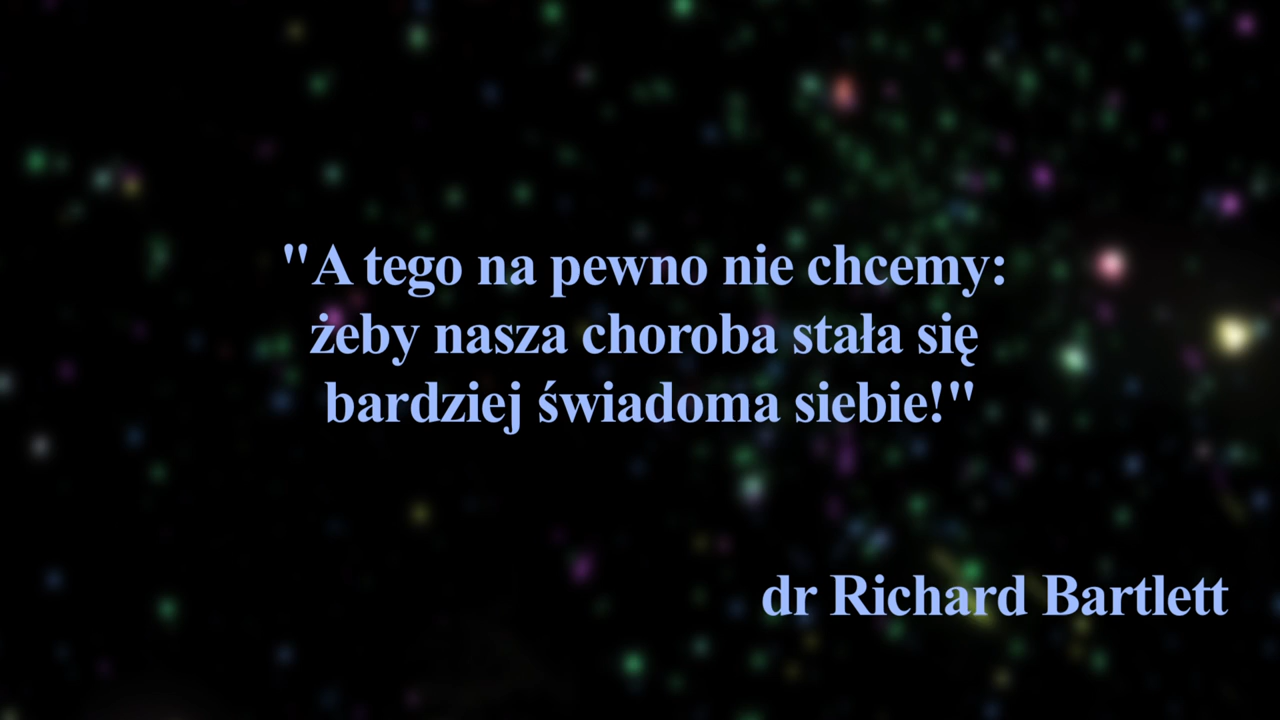 "A tego na pewno nie chcemy:
żeby nasza choroba stała się
bardziej świadoma siebie!"
dr Richard Bartlett